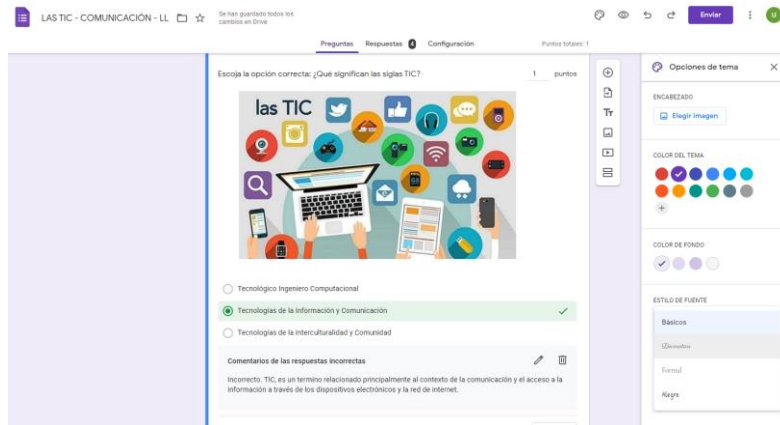 LAS TIC - COMUNICACIÓN - LL
Se han guardado todos los
cambios en Drive
Enviar
U
Preguntas Respuestas 4 Configuración Puntos totales: 1
Escoja la opción correcta: ¿Qué significan las siglas TIC? 1 puntos
las TIC
Tecnológico Ingeniero Computacional
Tecnologías de la Información y Comunicación
Tecnologías de la Interculturalidad y Comunidad
Comentarios de las respuestas incorrectas
Incorrecto. TIC, es un termino relacionado principalmente al contexto de la comunicación y el acceso a la
información a través de los dispositivos electrónicos y la red de internet.
Tт
Opciones de tema
ENCABEZADO
Elegir imagen
COLOR DEL TEMA
COLOR DE FONDO
ESTILO DE FUENTE
Básicos
Decorativo
Formal
Alegre